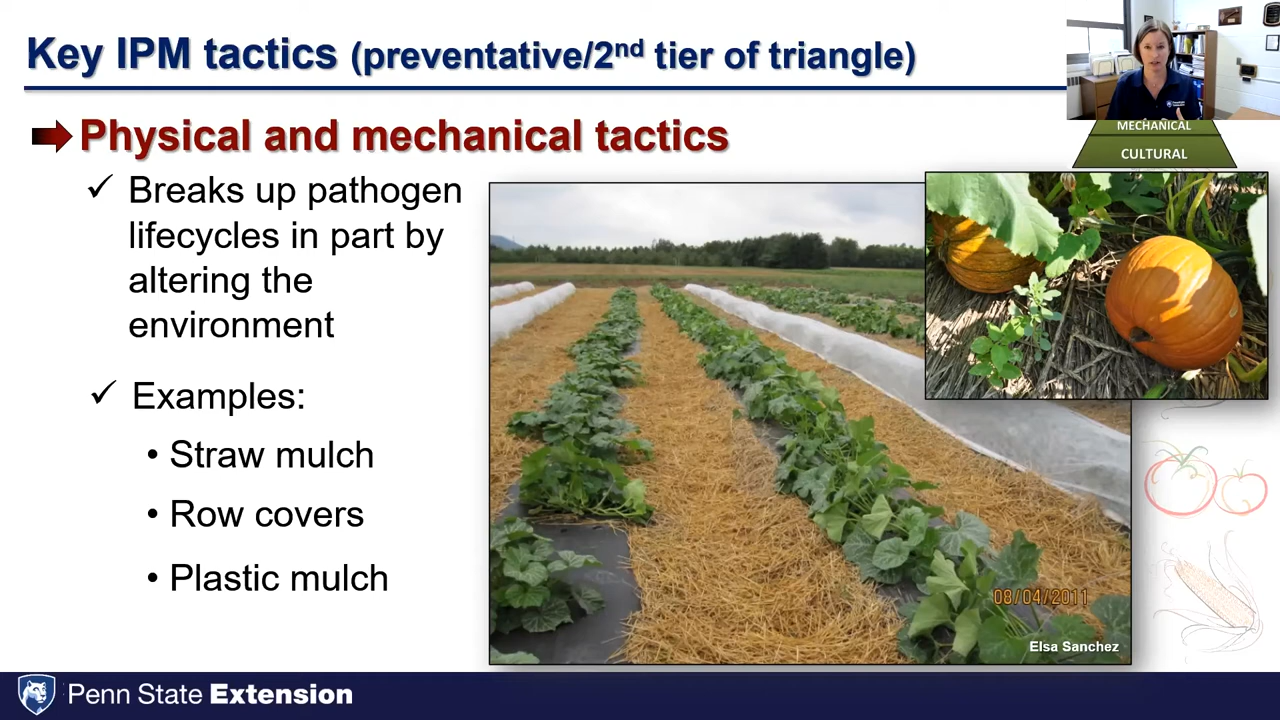 Key IPM tactics (preventative/2nd tier of triangle)
Physical and mechanical tactics
MECHANICAL
CULTURAL
✓ Breaks up pathogen
lifecycles in part by
altering the
environment
✓ Examples:
• Straw mulch
• Row covers
• Plastic mulch
08/04/2011
Elsa Sanchez
Penn State Extension